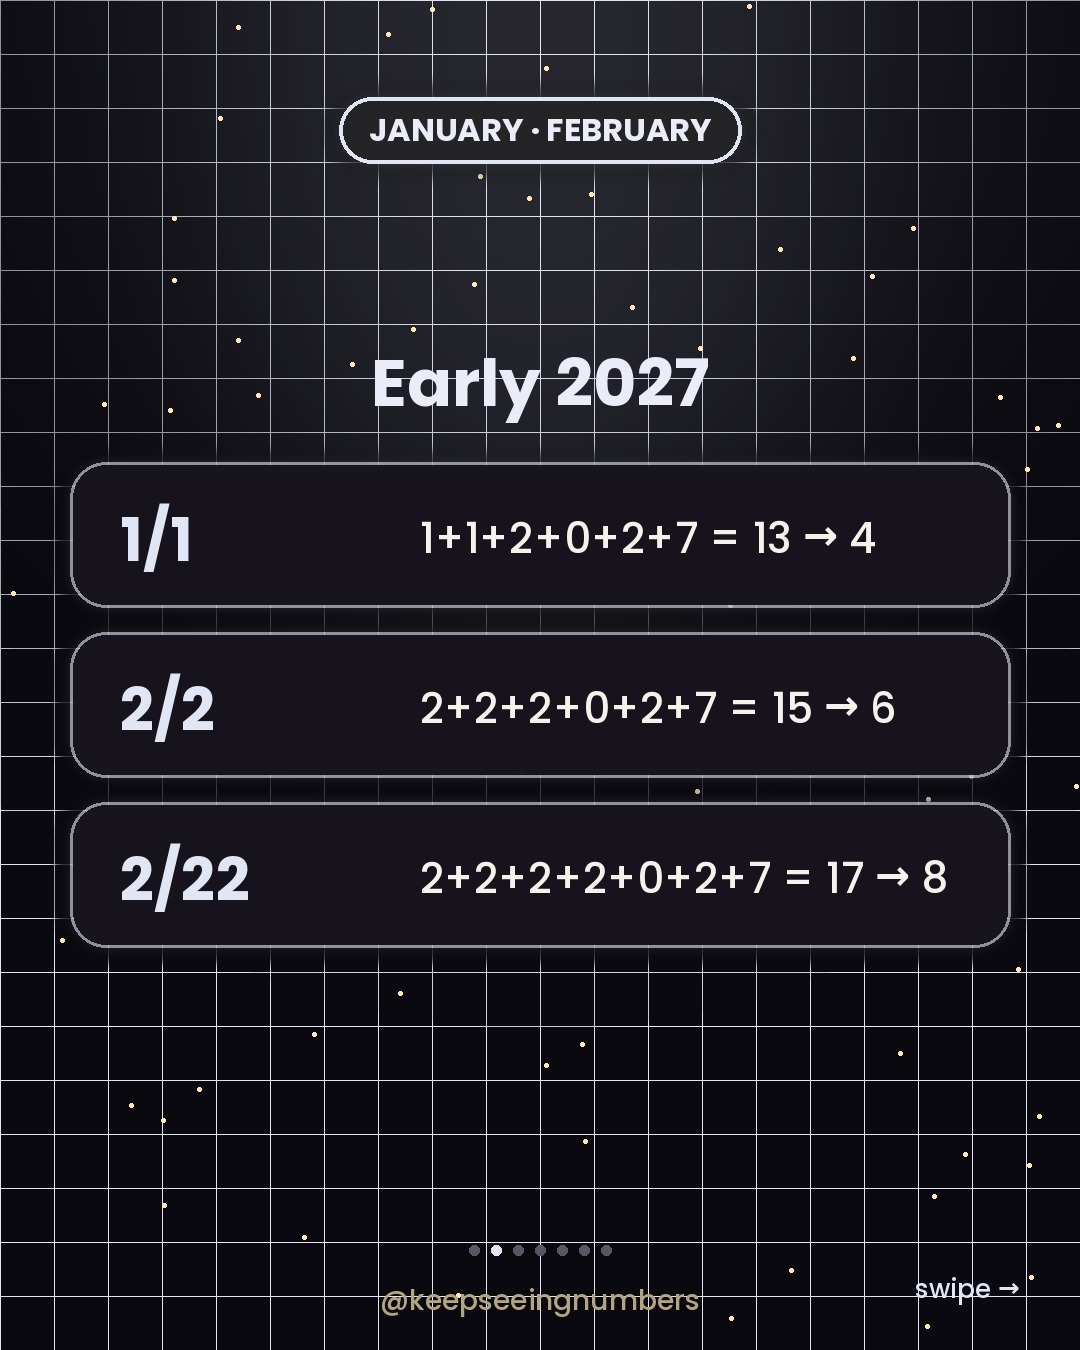 JANUARY · FEBRUARY
Early 2027
1/1 1+1+2+0+2+7 = 13 → 4
2/2 2+2+2+0+2+7 = 15 → 6
2/22 2+2+2+2+0+2+7 = 17 → 8
@keepseeingnumbers
swipe →